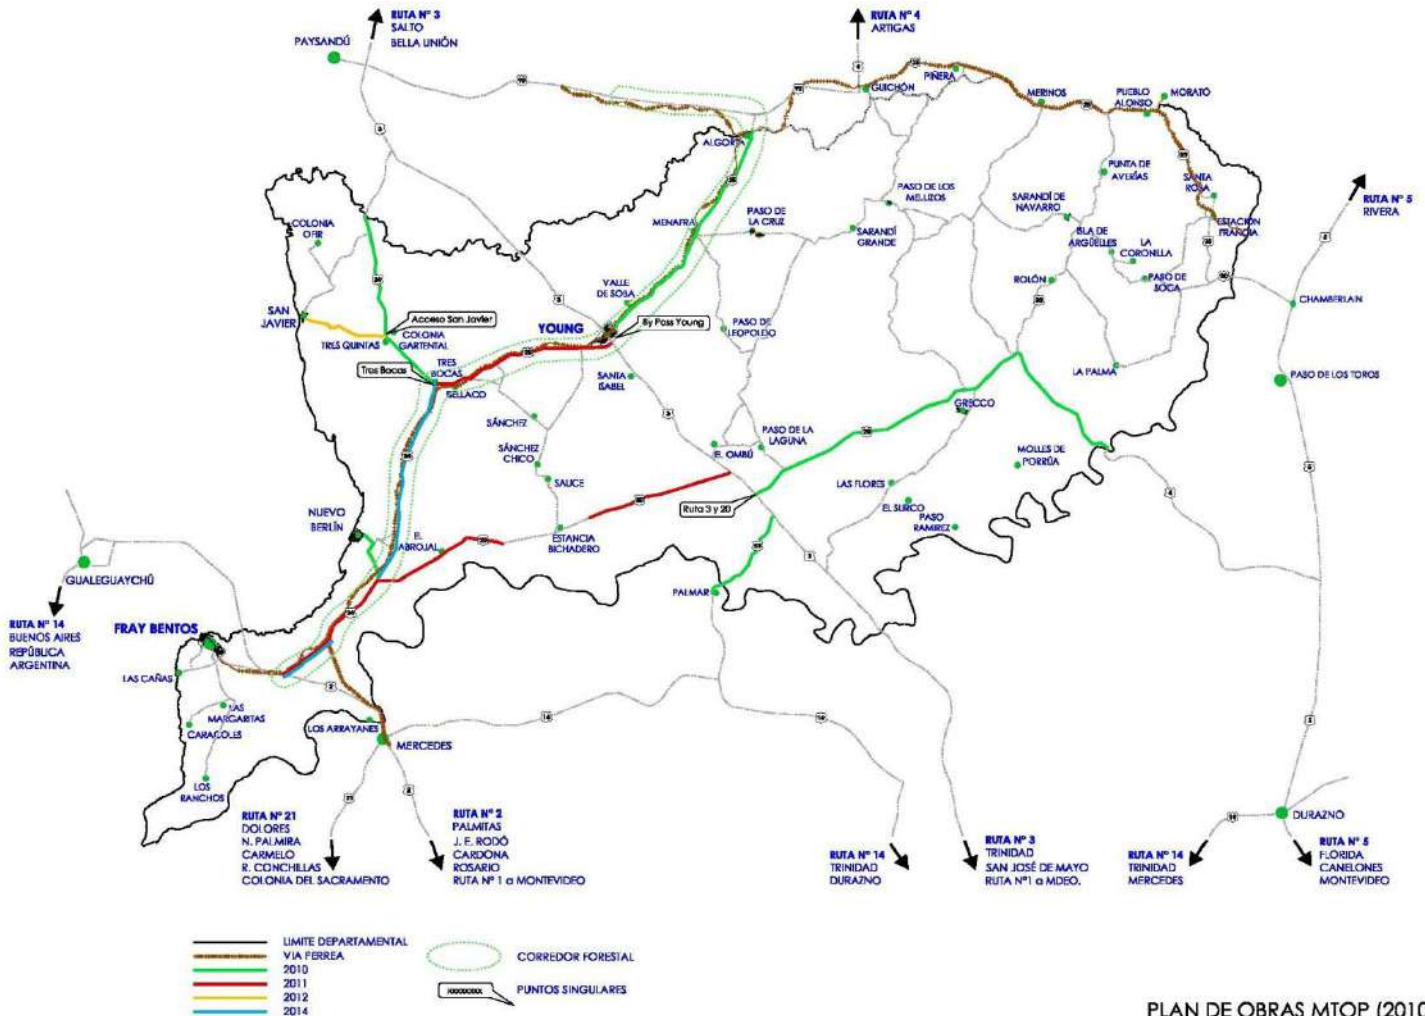 RUTA Nº 3
SALTO
BELLA UNIÓN
RUTA Nº 4
ARTIGAS
PAYSANDÚ
PIÑERA
GUICHÓN
MERINOS
PUEBLO
ALONSO
MORATÓ
ALGORTA
PUNTA DE
AVERÍAS
SANTA
ROSA
RUTA Nº 5
RIVERA
PASO DE LOS
MELLIZOS
SARANDÍ DE
NAVARRO
COLONIA
OFIR
MENAFRA
PASO DE
LA CRUZ
SARANDÍ
GRANDE
ISLA DE
ARGÜELLES
ESTACIÓN
FRANCIA
LA
CORONILLA
ROLÓN
PASO DE
SOCA
CHAMBERLAIN
VALLE
DE SOBA
SAN
JAVIER
Acceso San Javier
YOUNG
By Pass Young
PASO DE
LEOPOLDO
TRES QUINTAS
COLONIA
GARTENTAL
Tres Bocas
TRES
BOCAS
BELLACO
SANTA
ISABEL
LA PALMA
PASO DE LOS TOROS
GRECCO
SÁNCHEZ
PASO DE LA
LAGUNA
EL OMBÚ
SÁNCHEZ
CHICO
MOLLES DE
PORRÚA
SAUCE
LAS FLORES
Ruta 3 y 20
EL SURCO
PASO
RAMIREZ
NUEVO
BERLÍN
EL
ABROJAL
ESTANCIA
BICHADERO
GUALEGUAYCHÚ
PALMAR
RUTA Nº 14
BUENOS AIRES
REPÚBLICA
ARGENTINA
FRAY BENTOS
LAS CAÑAS
LAS
MARGARITAS
CARACOLES
LOS ARRAYANES
MERCEDES
LOS
RANCHOS
RUTA Nº 21
DOLORES
N. PALMIRA
CARMELO
R. CONCHILLAS
COLONIA DEL SACRAMENTO
RUTA Nº 2
PALMITAS
J. E. RODÓ
CARDONA
ROSARIO
RUTA Nº 1 a MONTEVIDEO
RUTA Nº 14
TRINIDAD
DURAZNO
RUTA Nº 3
TRINIDAD
SAN JOSÉ DE MAYO
RUTA Nº1 a MDEO.
RUTA Nº 14
TRINIDAD
MERCEDES
DURAZNO
RUTA Nº 5
FLORIDA
CANELONES
MONTEVIDEO
LIMITE DEPARTAMENTAL
VIA FERREA
2010
2011
2012
2014
CORREDOR FORESTAL
PUNTOS SINGULARES
PLAN DE OBRAS MTOP (2010